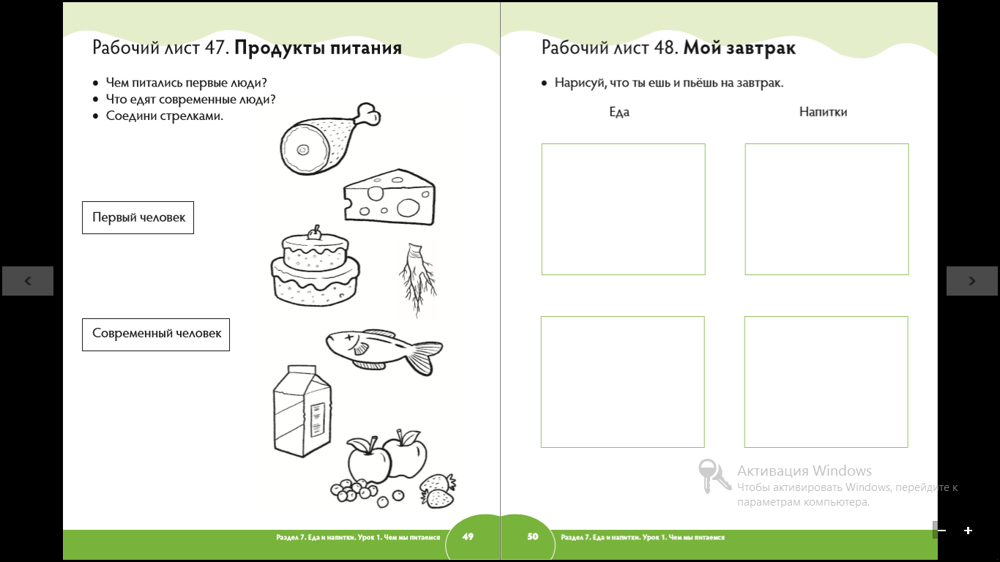 Рабочий лист 47. Продукты питания
• Чем питались первые люди?
• Что едят современные люди?
• Соедини стрелками.
Первый человек
Современный человек
Раздел 7. Еда и напитки. Урок 1. Чем мы питаемся
49
Рабочий лист 48. Мой завтрак
• Нарисуй, что ты ешь и пьёшь на завтрак.
Еда
Напитки
50
Раздел 7. Еда и напитки. Урок 1. Чем мы питаемся
Активация Windows
Чтобы активировать Windows, перейдите к
параметрам компьютера.